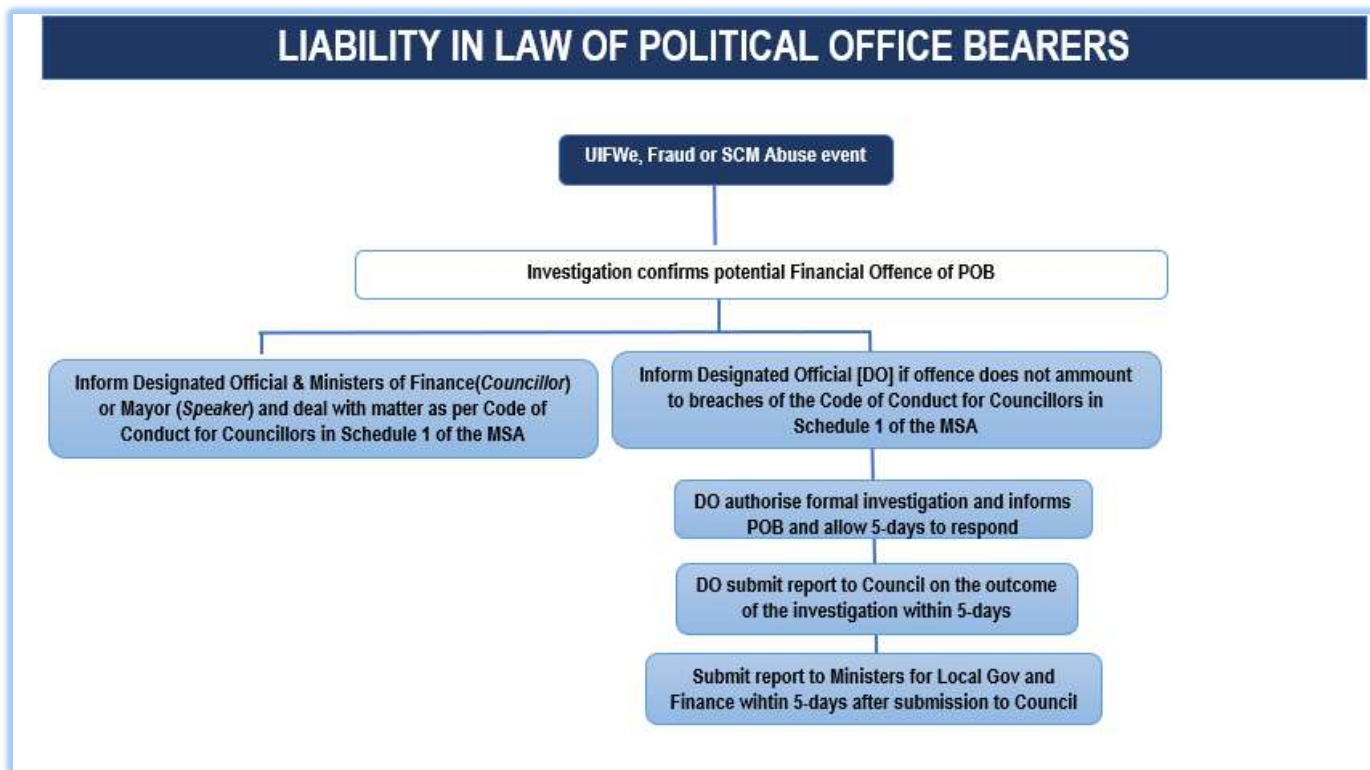 LIABILITY IN LAW OF POLITICAL OFFICE BEARERS
UIFWe, Fraud or SCM Abuse event
Investigation confirms potential Financial Offence of POB
Inform Designated Official & Ministers of Finance(Councillor)
or Mayor (Speaker) and deal with matter as per Code of
Conduct for Councillors in Schedule 1 of the MSA
Inform Designated Official [DO] if offence does not ammount
to breaches of the Code of Conduct for Councillors in
Schedule 1 of the MSA
DO authorise formal investigation and informs
POB and allow 5-days to respond
DO submit report to Council on the outcome
of the investigation within 5-days
Submit report to Ministers for Local Gov and
Finance wihtin 5-days after submission to Council